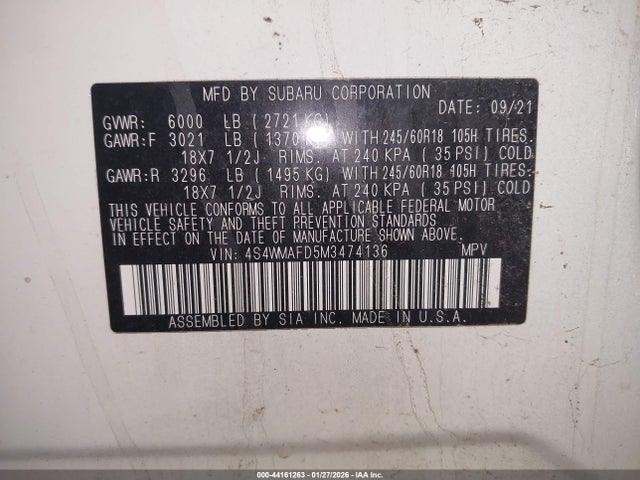 MFD BY SUBARU CORPORATION
DATE: 09/21
GVWR: 6000 LB ( 2721 KG)
GAWR:F 3021 LB ( 1370 WITH 245/60R18 105H TIRES.
18X7 1/2J RIMS. AT 240 KPA ( 35 PSI) COLD
GAWR:R 3296 LB ( 1495 KG) WITH 245/60R18 105H TIRES.
18X7 1/2J RIMS. AT 240 KPA ( 35 PSI) COLD
THIS VEHICLE CONFORMS TO ALL APPLICABLE FEDERAL MOTOR
VEHICLE SAFETY AND THEFT PREVENTION STANDARDS
IN EFFECT ON THE DATE OF MANUFACTURE SHOWN ABOVE.
VIN: 4S4WMAFD5M3474136 MPV
ASSEMBLED BY SIA INC. MADE IN U.S.A.
000-44161263 - 01/27/2026 - IAA Inc.